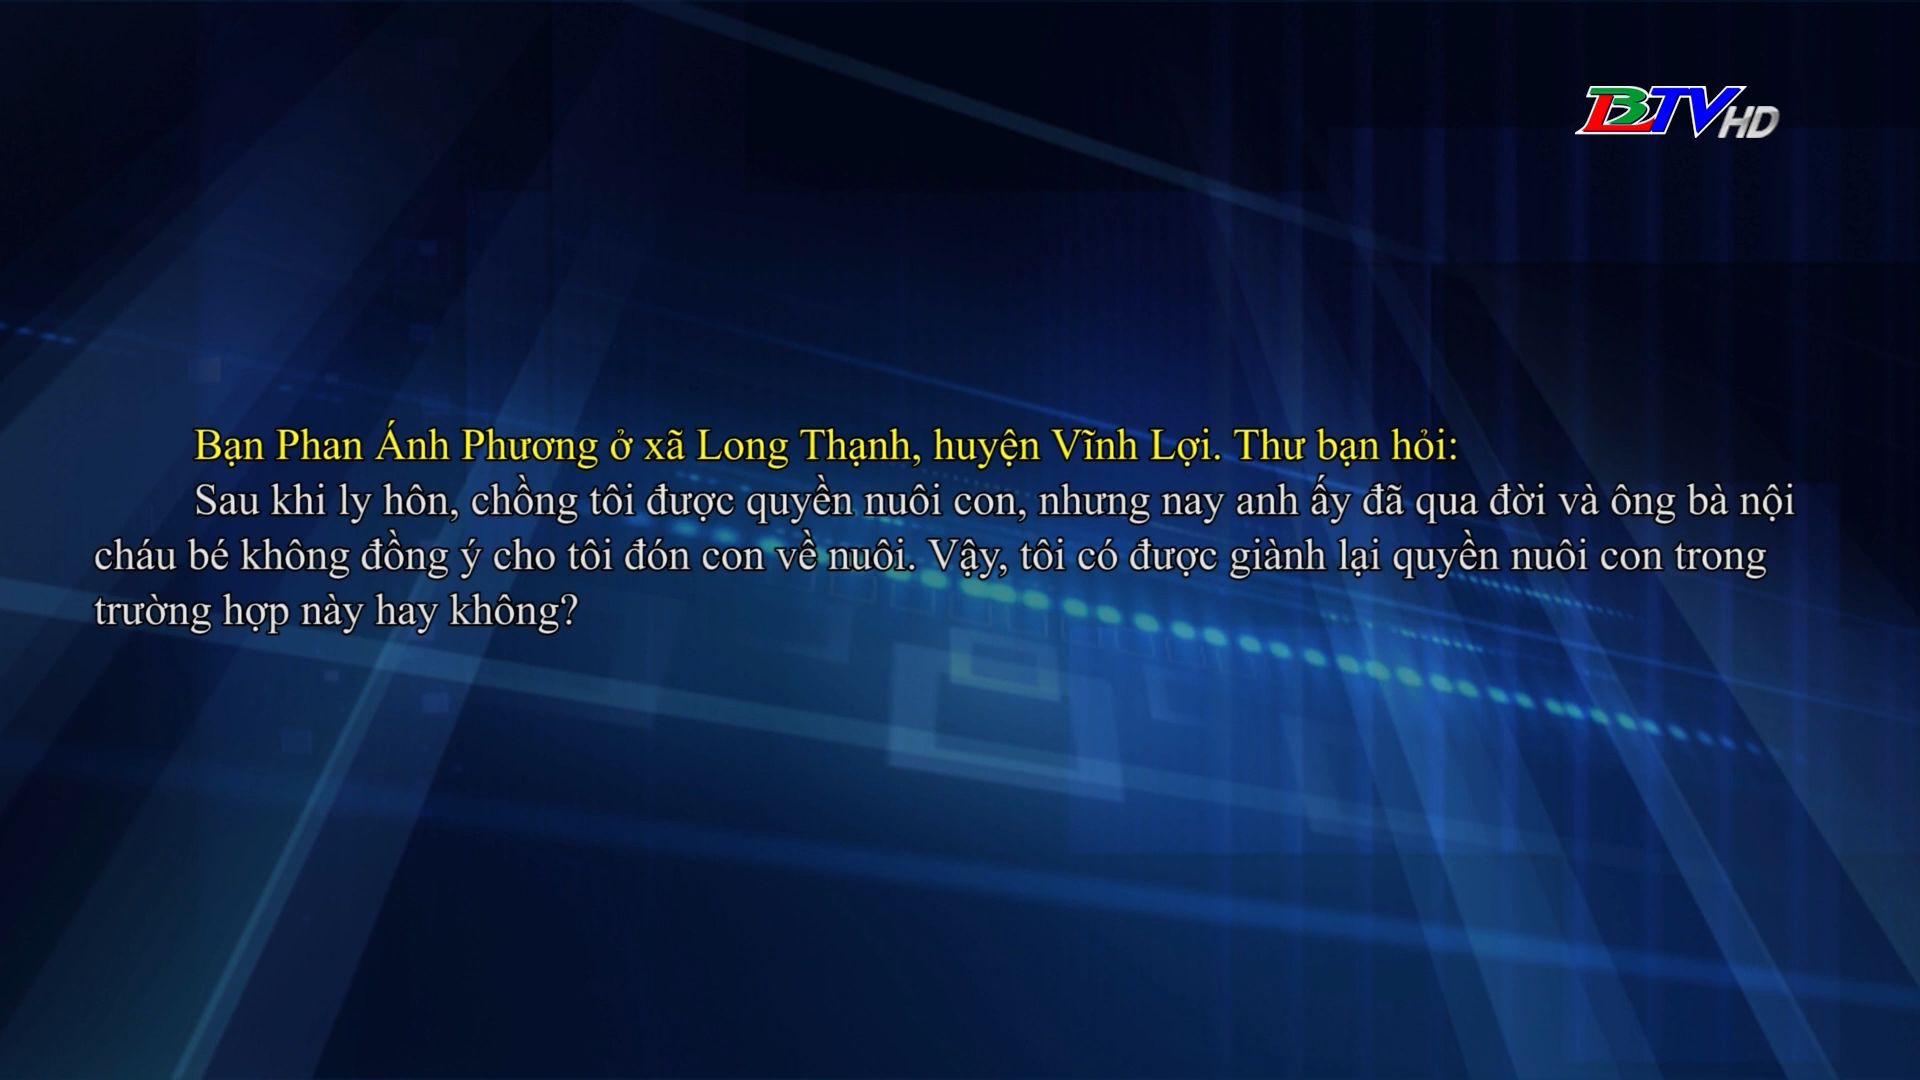 BTV HD
Bạn Phan Ánh Phương ở xã Long Thạnh, huyện Vĩnh Lợi. Thư bạn hỏi:
Sau khi ly hôn, chồng tôi được quyền nuôi con, nhưng nay anh ấy đã qua đời và ông bà nội
cháu bé không đồng ý cho tôi đón con về nuôi. Vậy, tôi có được giành lại quyền nuôi con trong
trường hợp này hay không?